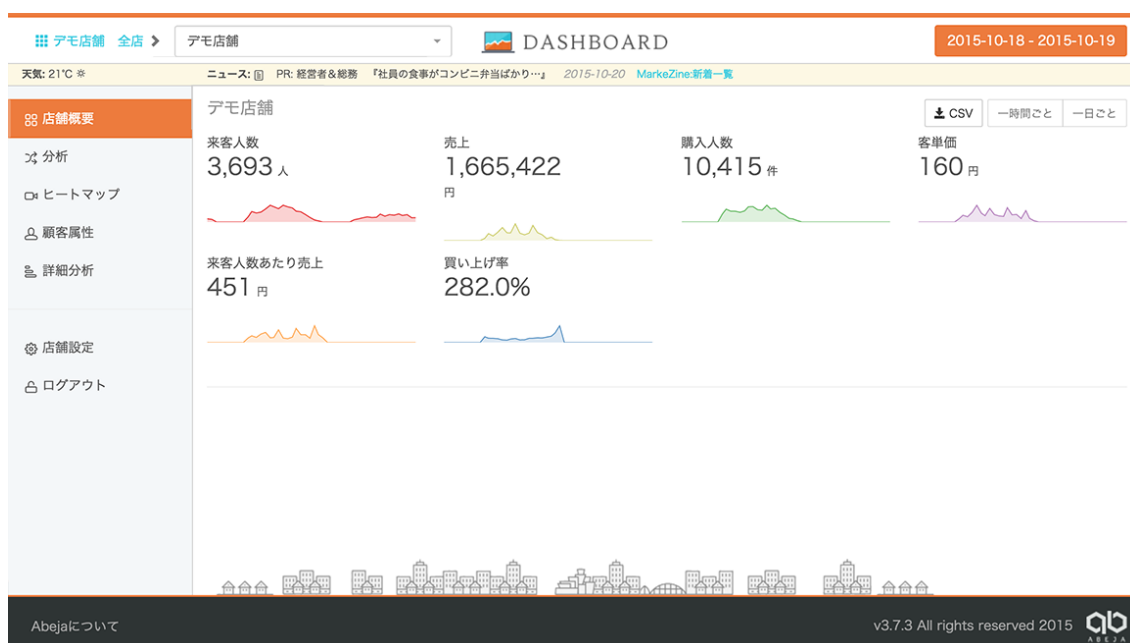 デモ店舗 全店 デモ店舗 DASHBOARD 2015-10-18 - 2015-10-19
天気: 21°C ニュース: PR: 経営者＆総務 『社員の食事がコンビニ弁当ばかり…』 2015-10-20 MarkeZine:新着一覧
店舗概要
分析
ヒートマップ
顧客属性
詳細分析
店舗設定
ログアウト
デモ店舗
CSV 一時間ごと 一日ごと
来客人数
3,693 人
売上
1,665,422
円
購入人数
10,415 件
客単価
160 円
来客人数あたり売上
451 円
買い上げ率
282.0%
Abejaについて
v3.7.3 All rights reserved 2015
ABEJA